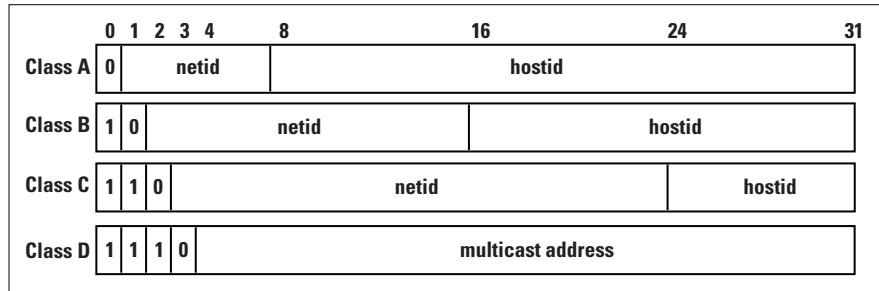 0 1 2 3 4 8 16 24 31
Class A 0 netid hostid
Class B 1 0 netid hostid
Class C 1 1 0 netid hostid
Class D 1 1 1 0 multicast address